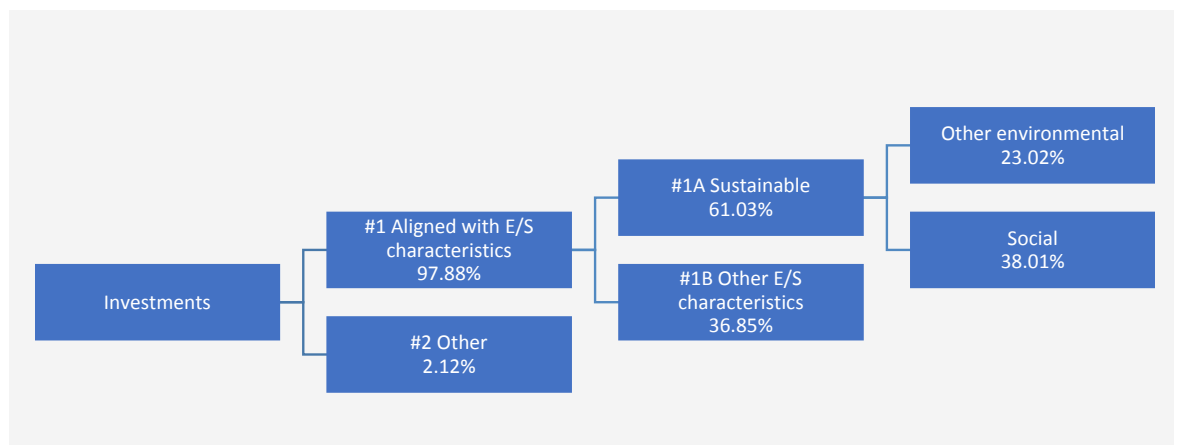 Investments
#1 Aligned with E/S
characteristics
97.88%
#2 Other
2.12%
#1A Sustainable
61.03%
#1B Other E/S
characteristics
36.85%
Other environmental
23.02%
Social
38.01%